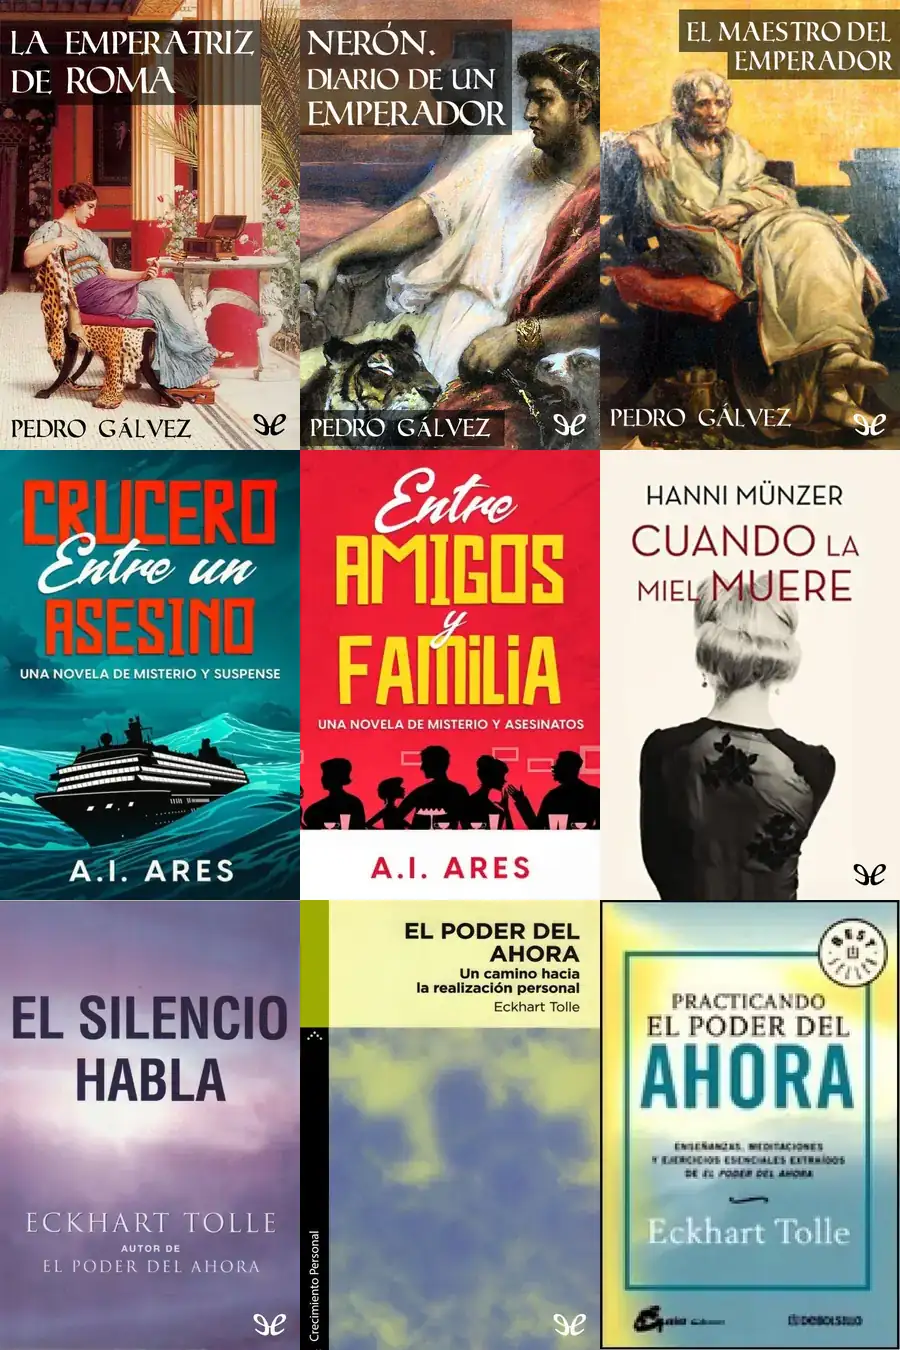 LA EMPERATRIZ
DE ROMA
PEDRO GÁLVEZ
NERÓN.
DIARIO DE UN
EMPERADOR
PEDRO GÁLVEZ
EL MAESTRO DEL
EMPERADOR
PEDRO GÁLVEZ
CRUCERO
Entre un
ASESINO
UNA NOVELA DE MISTERIO Y SUSPENSE
A.I. ARES
Entre
AMIGOS
y
FAMILIA
UNA NOVELA DE MISTERIO Y ASESINATOS
A.I. ARES
HANNI MÜNZER
CUANDO LA
MIEL MUERE
EL SILENCIO
HABLA
ECKHART TOLLE
AUTOR DE
EL PODER DEL AHORA
EL PODER DEL
AHORA
Un camino hacia
la realización personal
Eckhart Tolle
Crecimiento Personal
BEST
SELLER
PRACTICANDO
EL PODER DEL
AHORA
ENSEÑANZAS, MEDITACIONES
Y EJERCICIOS ESENCIALES EXTRAÍDOS
DE EL PODER DEL AHORA
Eckhart Tolle
Gaia Ediciones
DEBOLSILLO